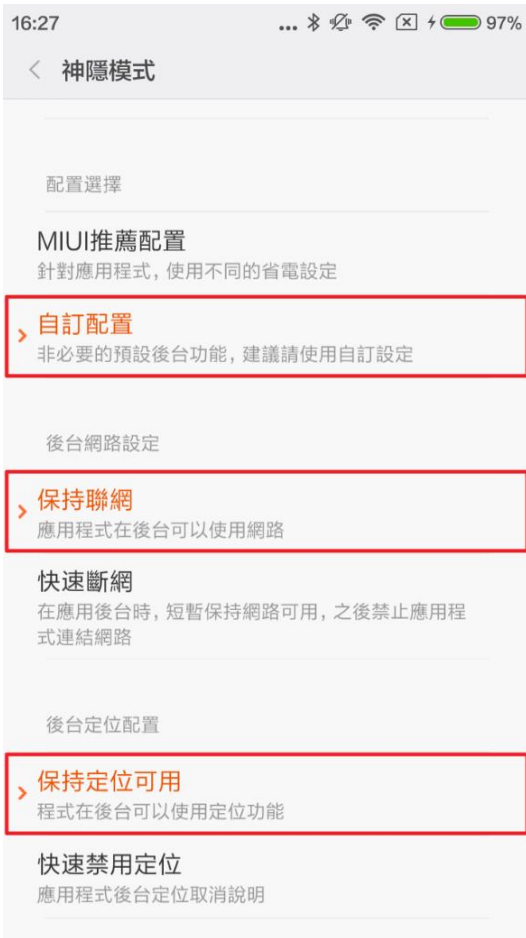 16:27 ... 97%
神隱模式
配置選擇
MIUI推薦配置
針對應用程式，使用不同的省電設定
自訂配置
非必要的預設後台功能，建議請使用自訂設定
後台網路設定
保持聯網
應用程式在後台可以使用網路
快速斷網
在應用後台時，短暫保持網路可用，之後禁止應用程
式連結網路
後台定位配置
保持定位可用
程式在後台可以使用定位功能
快速禁用定位
應用程式後台定位取消說明